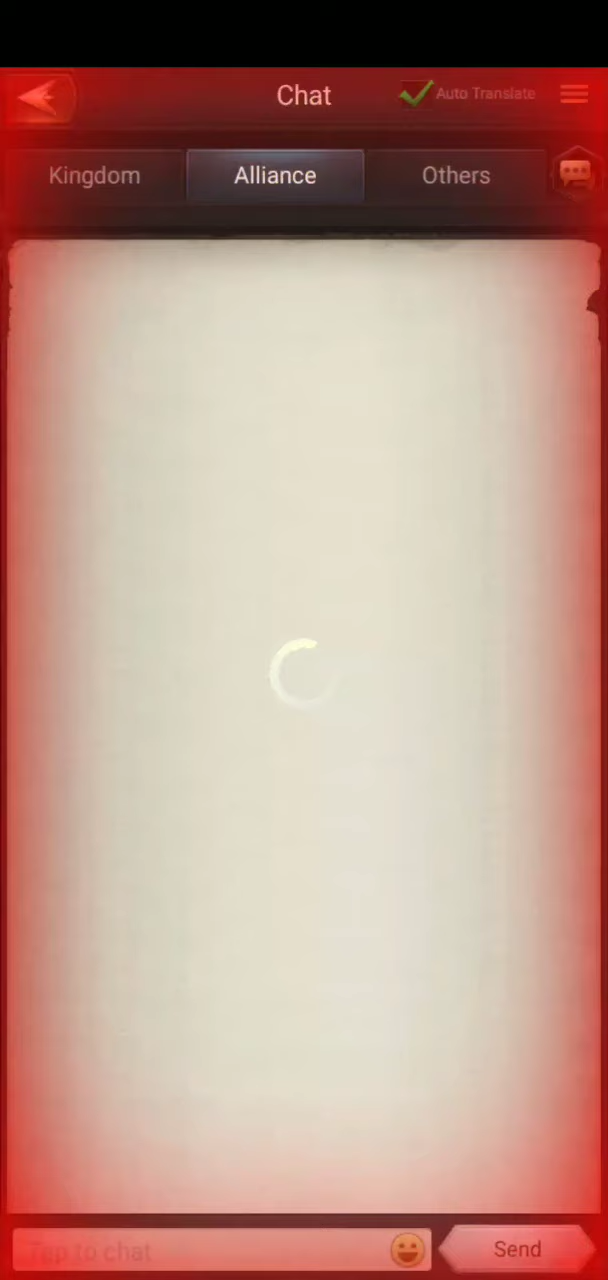 Chat
Auto Translate
Kingdom
Alliance
Others
Tap to chat
Send